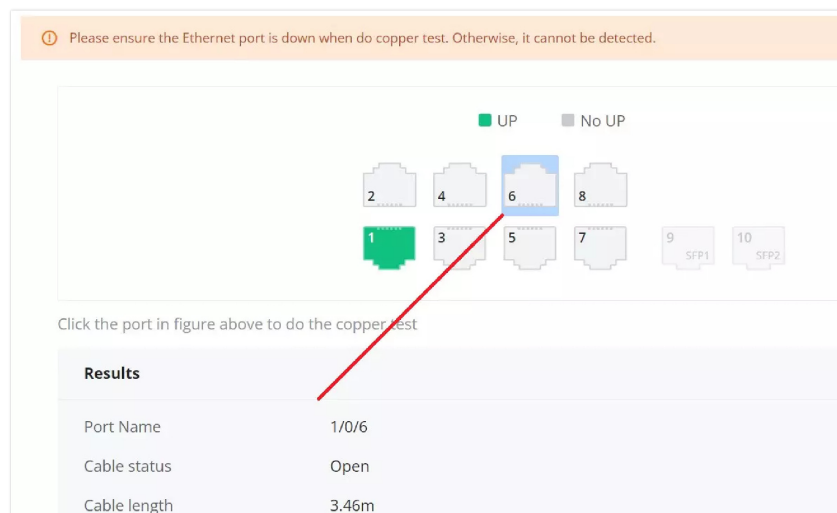 Please ensure the Ethernet port is down when do copper test. Otherwise, it cannot be detected.
UP No UP
2 4 6 8
1 3 5 7 9 SFP1 10 SFP2
Click the port in figure above to do the copper test
Results
Port Name 1/0/6
Cable status Open
Cable length 3.46m